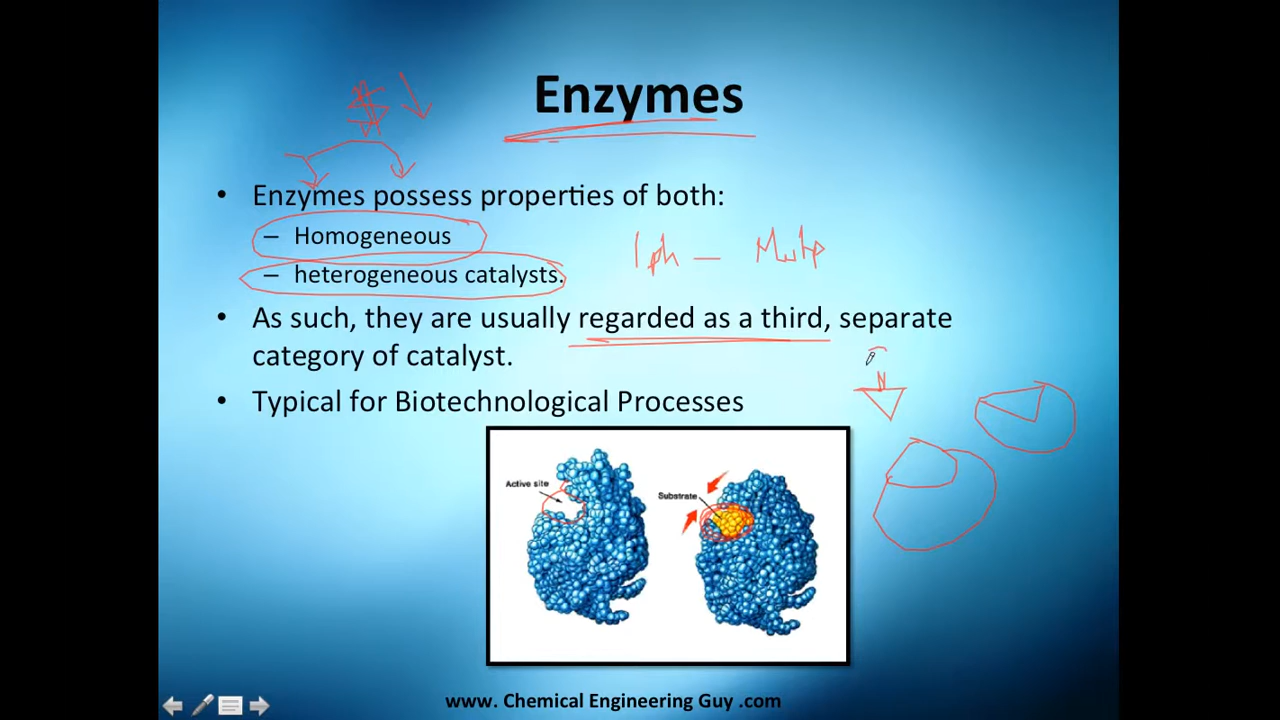 Enzymes
$
• Enzymes possess properties of both:
– Homogeneous
– heterogeneous catalysts.
1ph –
• As such, they are usually regarded as a third, separate
category of catalyst.
• Typical for Biotechnological Processes
N
Active site
Substrate
www. Chemical Engineering Guy .com